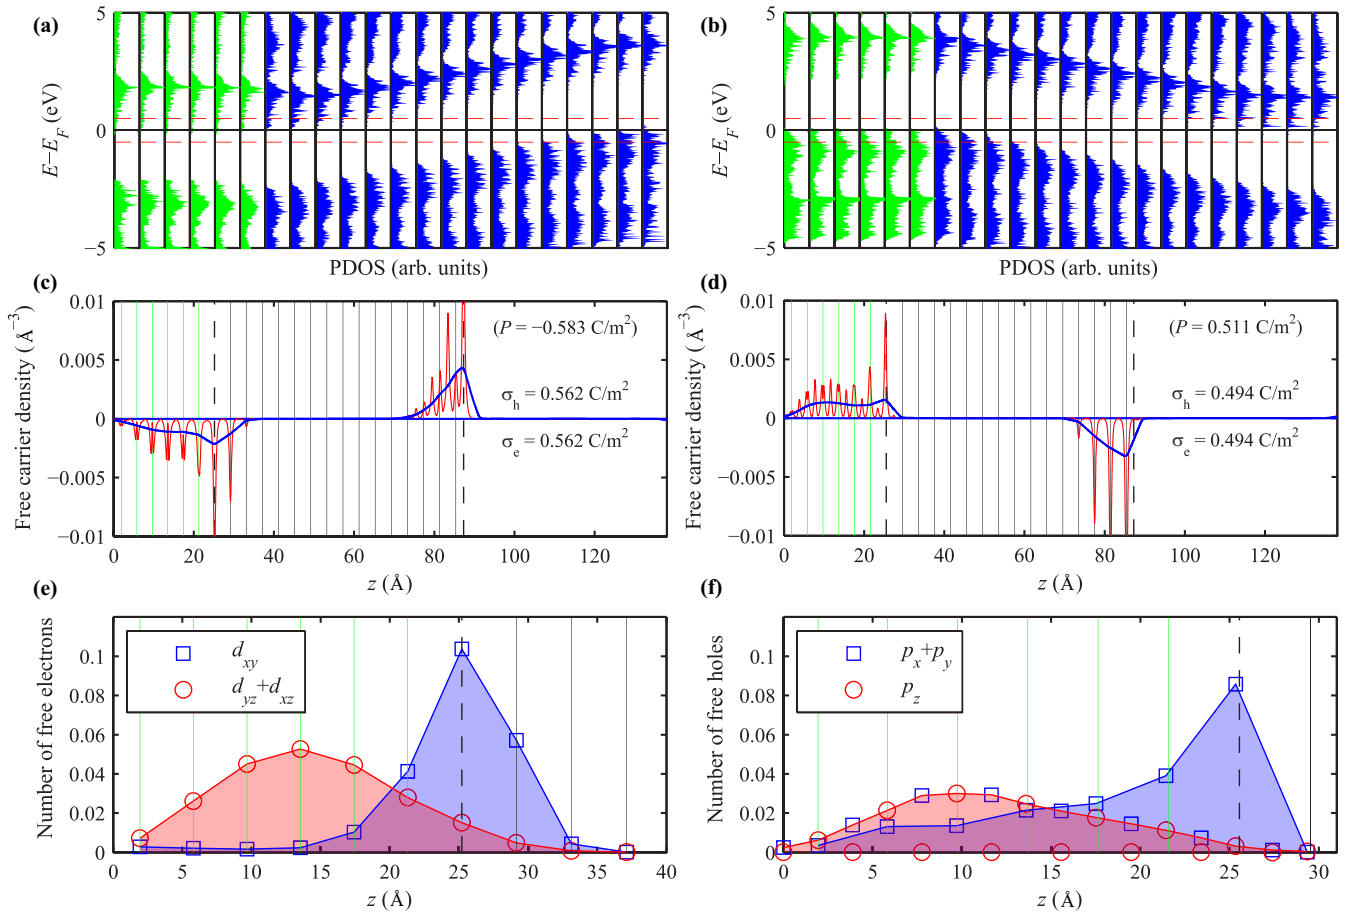 (a)
(b)
5
0
−5
E−E_F (eV)
PDOS (arb. units)
5
0
−5
E−E_F (eV)
PDOS (arb. units)
(c)
(d)
0.01
0.005
0
−0.005
−0.01
Free carrier density (Å⁻³)
(P = −0.583 C/m²)
σ_h = 0.562 C/m²
σ_e = 0.562 C/m²
0 20 40 60 80 100 120
z (Å)
0.01
0.005
0
−0.005
−0.01
Free carrier density (Å⁻³)
(P = 0.511 C/m²)
σ_h = 0.494 C/m²
σ_e = 0.494 C/m²
0 20 40 60 80 100 120
z (Å)
(e)
(f)
0.1
0.08
0.06
0.04
0.02
0
Number of free electrons
d_xy
d_yz+d_xz
0 5 10 15 20 25 30 35 40
z (Å)
0.1
0.08
0.06
0.04
0.02
0
Number of free holes
p_x+p_y
p_z
0 5 10 15 20 25 30
z (Å)